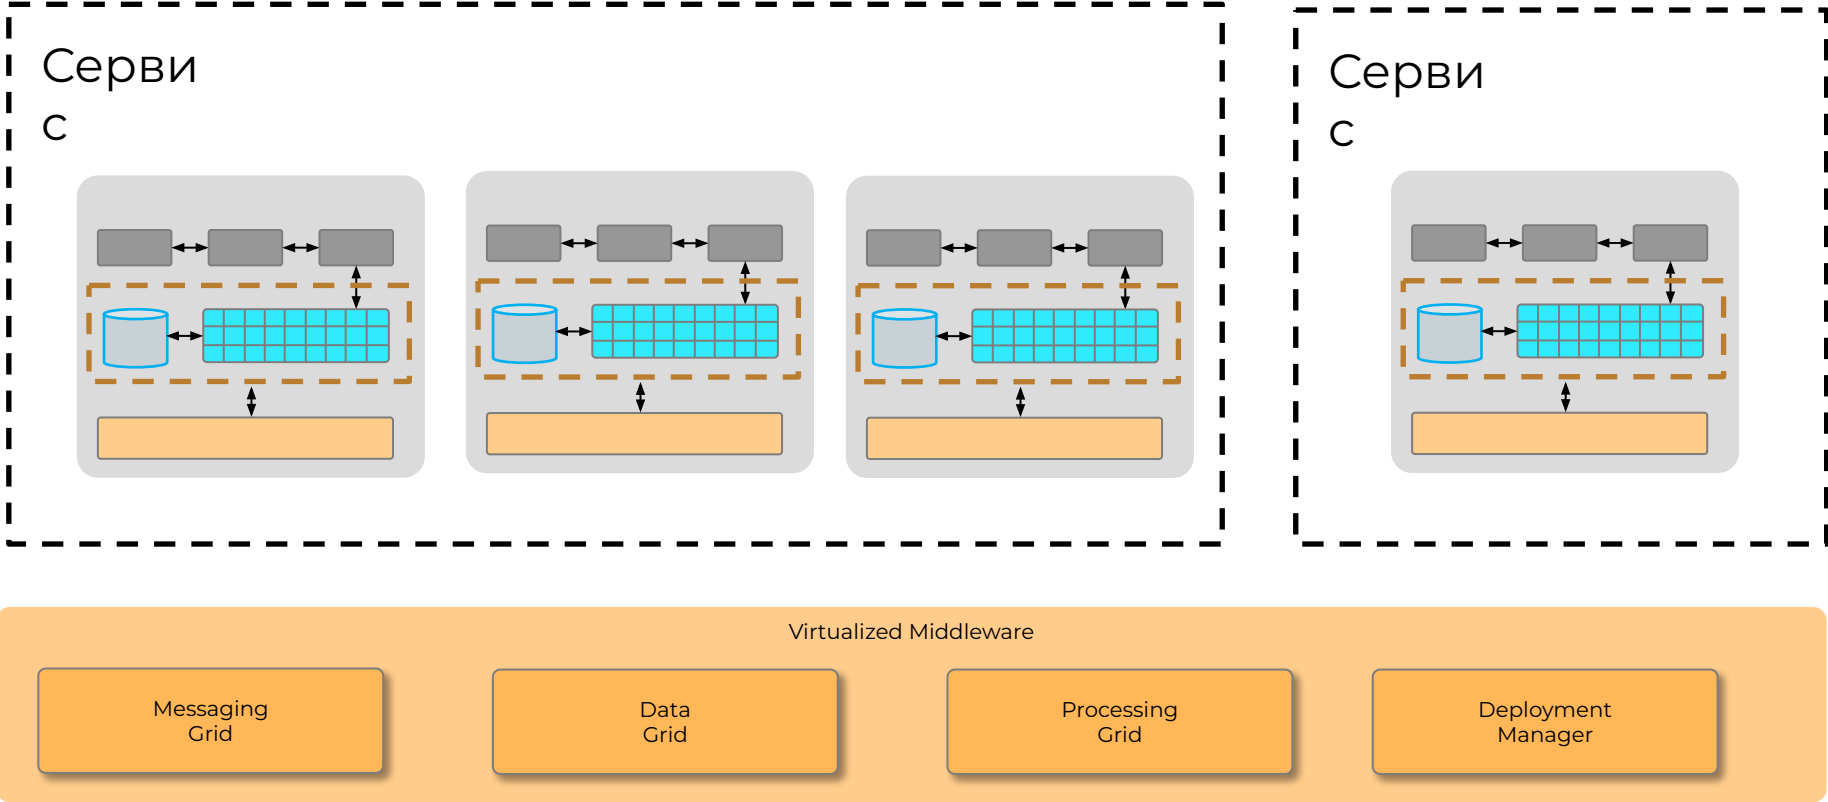 Серви
с
Серви
с
Virtualized Middleware
Messaging
Grid
Data
Grid
Processing
Grid
Deployment
Manager